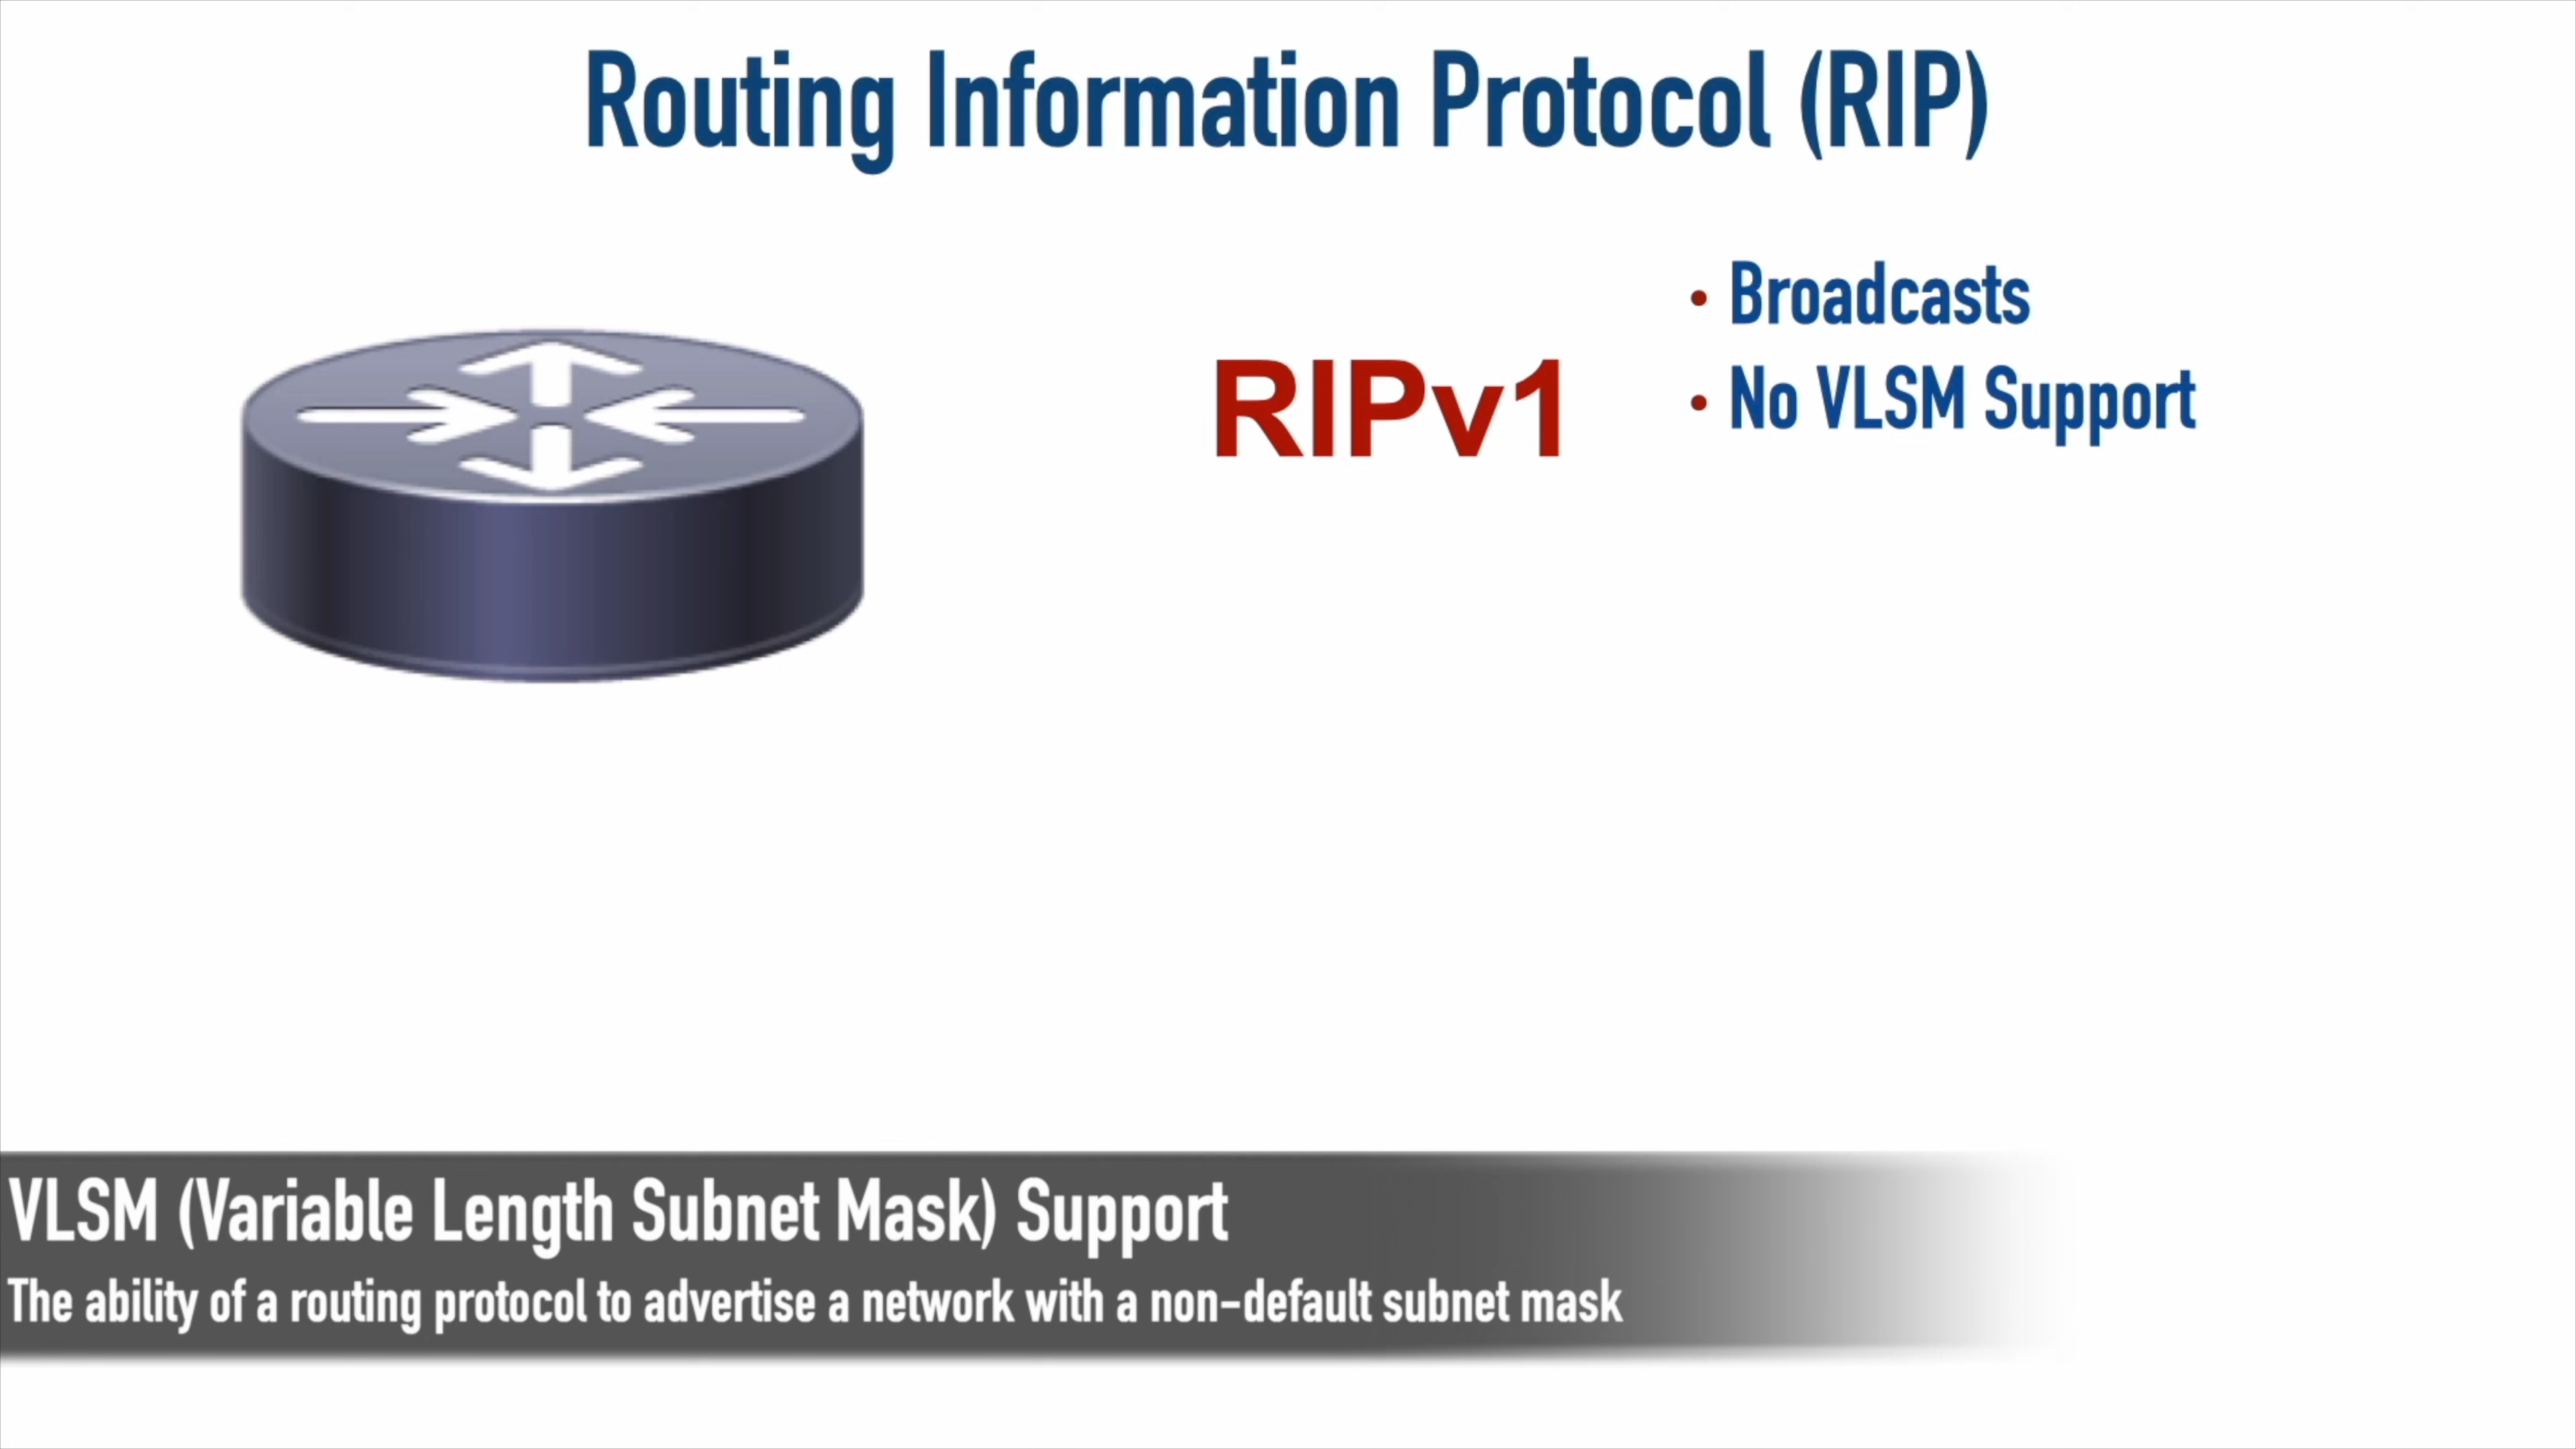 Routing Information Protocol (RIP)
RIPv1
• Broadcasts
• No VLSM Support
VLSM (Variable Length Subnet Mask) Support
The ability of a routing protocol to advertise a network with a non-default subnet mask